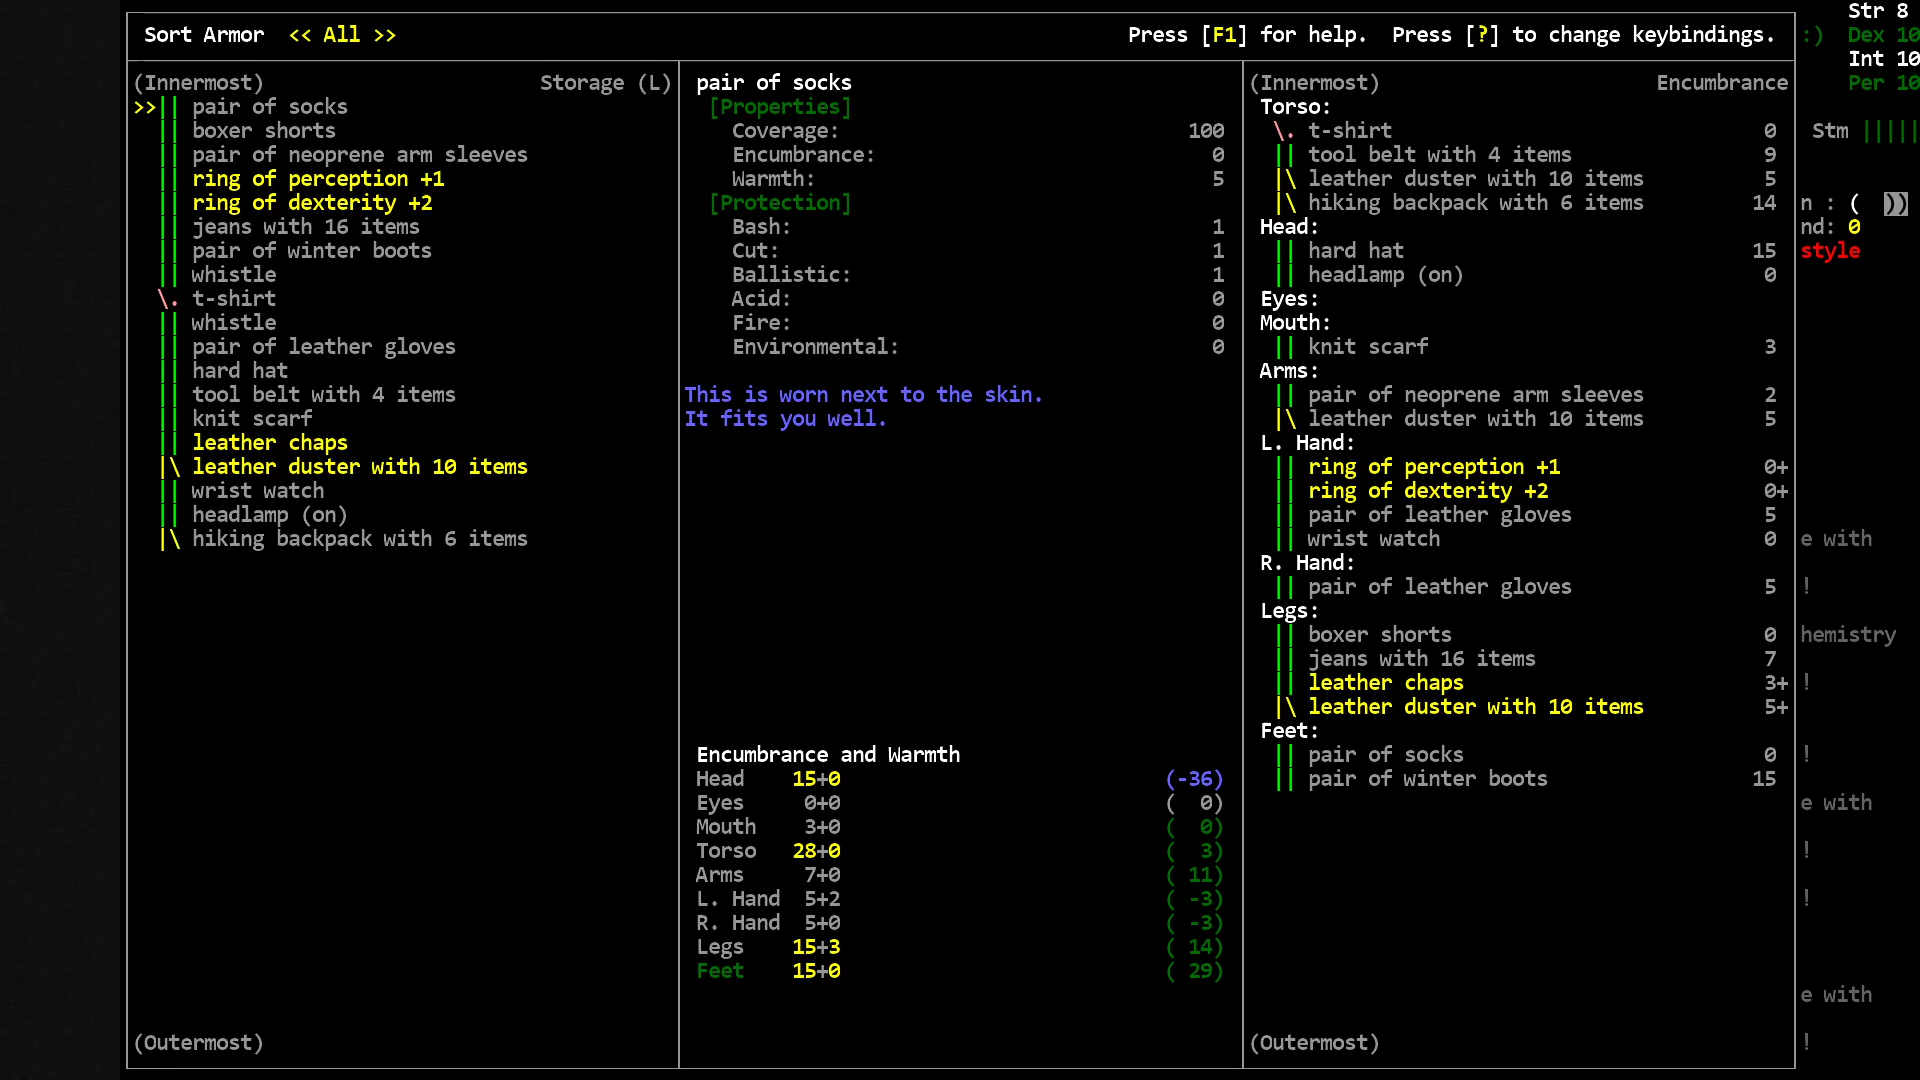 Sort Armor << All >> Press [F1] for help. Press [?] to change keybindings.
(Innermost) Storage (L)
>>|| pair of socks
|| boxer shorts
|| pair of neoprene arm sleeves
|| ring of perception +1
|| ring of dexterity +2
|| jeans with 16 items
|| pair of winter boots
|| whistle
\. t-shirt
|| whistle
|| pair of leather gloves
|| hard hat
|| tool belt with 4 items
|| knit scarf
|| leather chaps
|\ leather duster with 10 items
|| wrist watch
|| headlamp (on)
|\ hiking backpack with 6 items
(Outermost)
pair of socks
[Properties]
Coverage: 100
Encumbrance: 0
Warmth: 5
[Protection]
Bash: 1
Cut: 1
Ballistic: 1
Acid: 0
Fire: 0
Environmental: 0
This is worn next to the skin.
It fits you well.
Encumbrance and Warmth
Head 15+0 (-36)
Eyes 0+0 ( 0)
Mouth 3+0 ( 0)
Torso 28+0 ( 3)
Arms 7+0 ( 11)
L. Hand 5+2 ( -3)
R. Hand 5+0 ( -3)
Legs 15+3 ( 14)
Feet 15+0 ( 29)
(Innermost) Encumbrance
Torso:
\. t-shirt 0
|| tool belt with 4 items 9
|\ leather duster with 10 items 5
|\ hiking backpack with 6 items 14
Head:
|| hard hat 15
|| headlamp (on) 0
Eyes:
Mouth:
|| knit scarf 3
Arms:
|| pair of neoprene arm sleeves 2
|\ leather duster with 10 items 5
L. Hand:
|| ring of perception +1 0+
|| ring of dexterity +2 0+
|| pair of leather gloves 5
|| wrist watch 0
R. Hand:
|| pair of leather gloves 5
Legs:
|| boxer shorts 0
|| jeans with 16 items 7
|| leather chaps 3+
|\ leather duster with 10 items 5+
Feet:
|| pair of socks 0
|| pair of winter boots 15
(Outermost)
Str 8
:) Dex 10
Int 10
Per 10
Stm |||||
n : ( ))
nd: 0
style
e with
!
hemistry
!
!
e with
!
!
e with
!